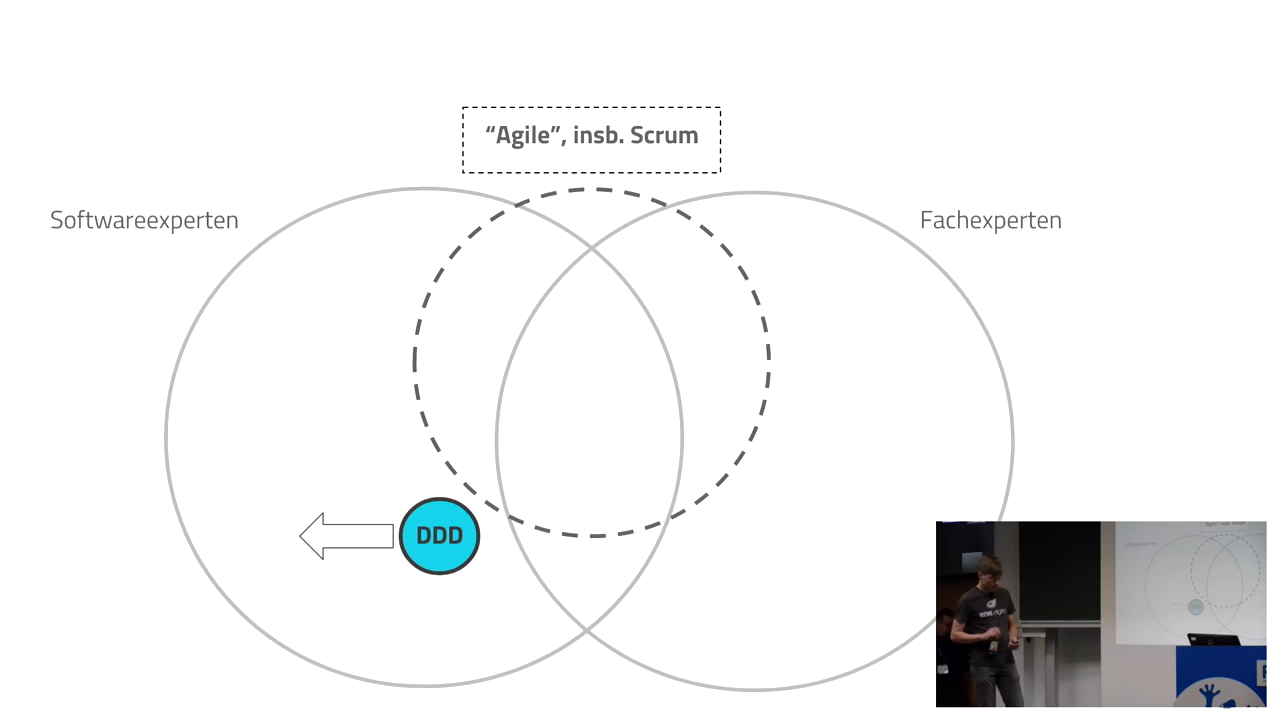 “Agile”, insb. Scrum
Softwareexperten
Fachexperten
DDD